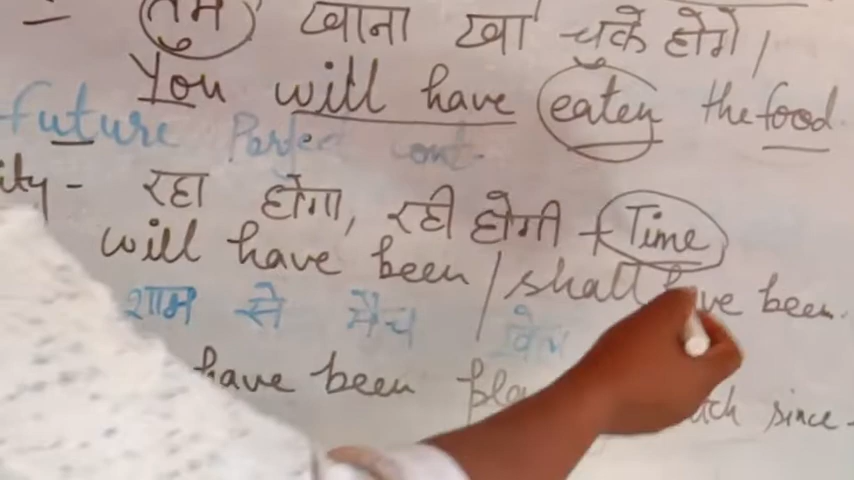 = तुम खाना खा चुके होगे।
You will have eaten the food.
Future Perfect cont.
ity - रहा होगा, रही होगी + Time
will have been / shall have been.
शाम से मैच
have been since